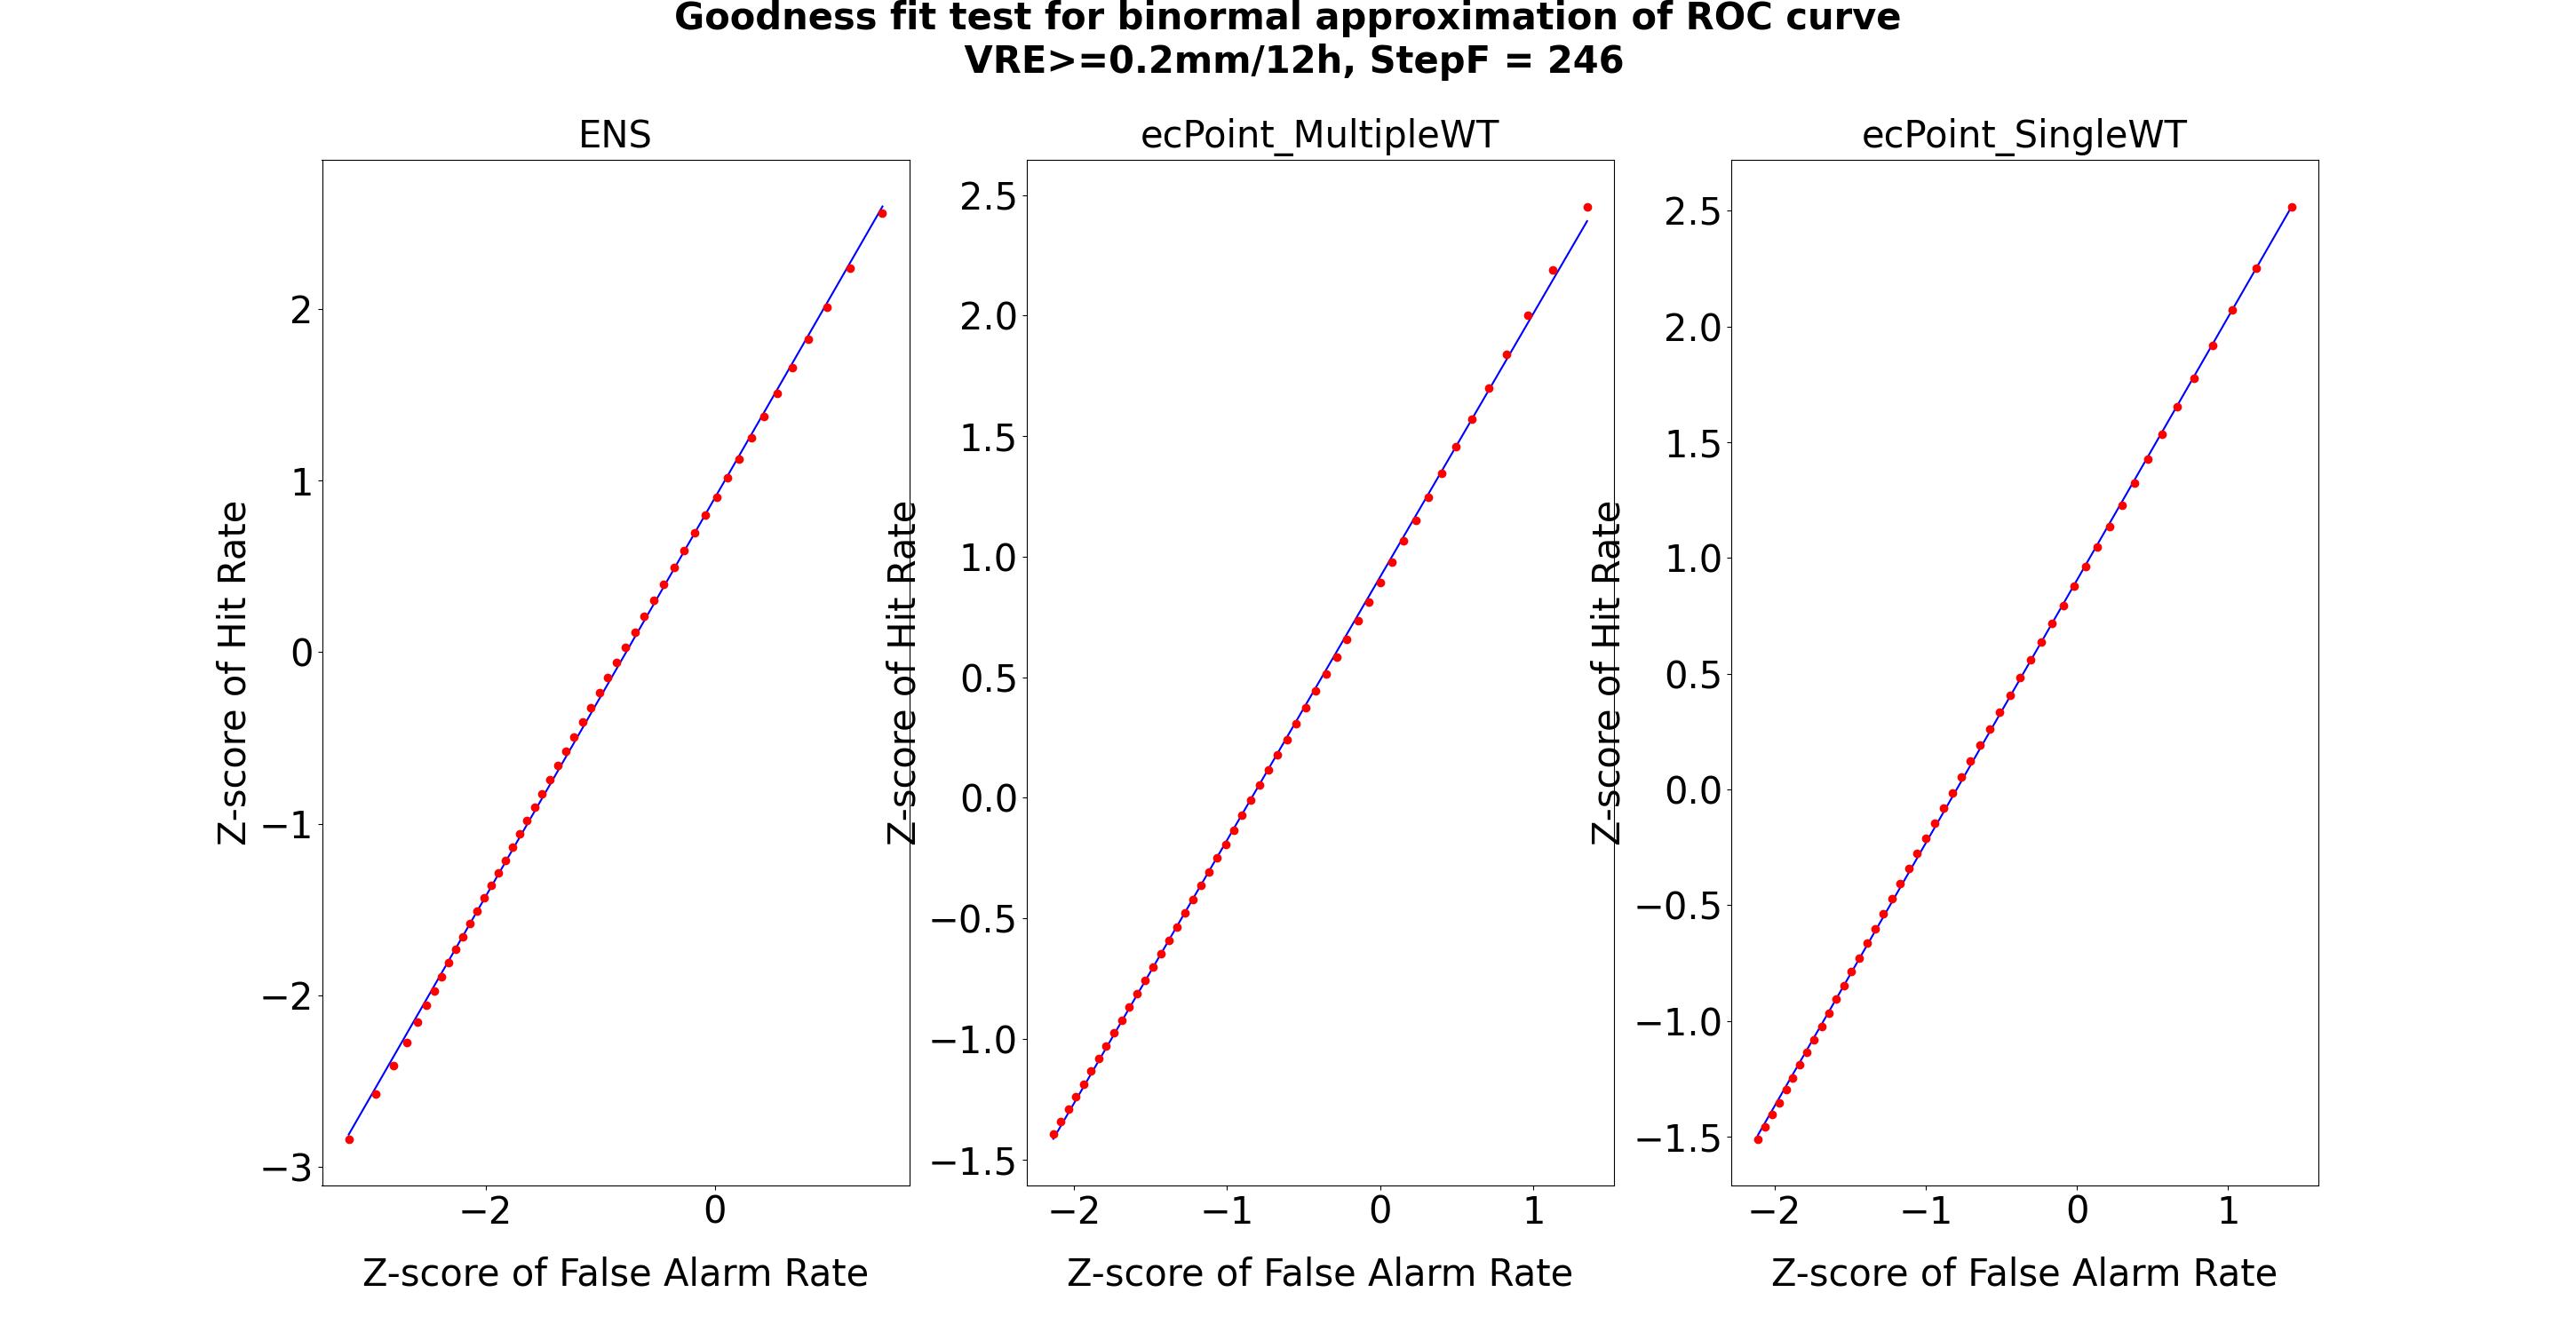 Goodness fit test for binormal approximation of ROC curve
VRE>=0.2mm/12h, StepF = 246
ENS
Z-score of Hit Rate
2
1
0
−1
−2
−3
−2 0
Z-score of False Alarm Rate
ecPoint_MultipleWT
Z-score of Hit Rate
2.5
2.0
1.5
1.0
0.5
0.0
−0.5
−1.0
−1.5
−2 −1 0 1
Z-score of False Alarm Rate
ecPoint_SingleWT
Z-score of Hit Rate
2.5
2.0
1.5
1.0
0.5
0.0
−0.5
−1.0
−1.5
−2 −1 0 1
Z-score of False Alarm Rate